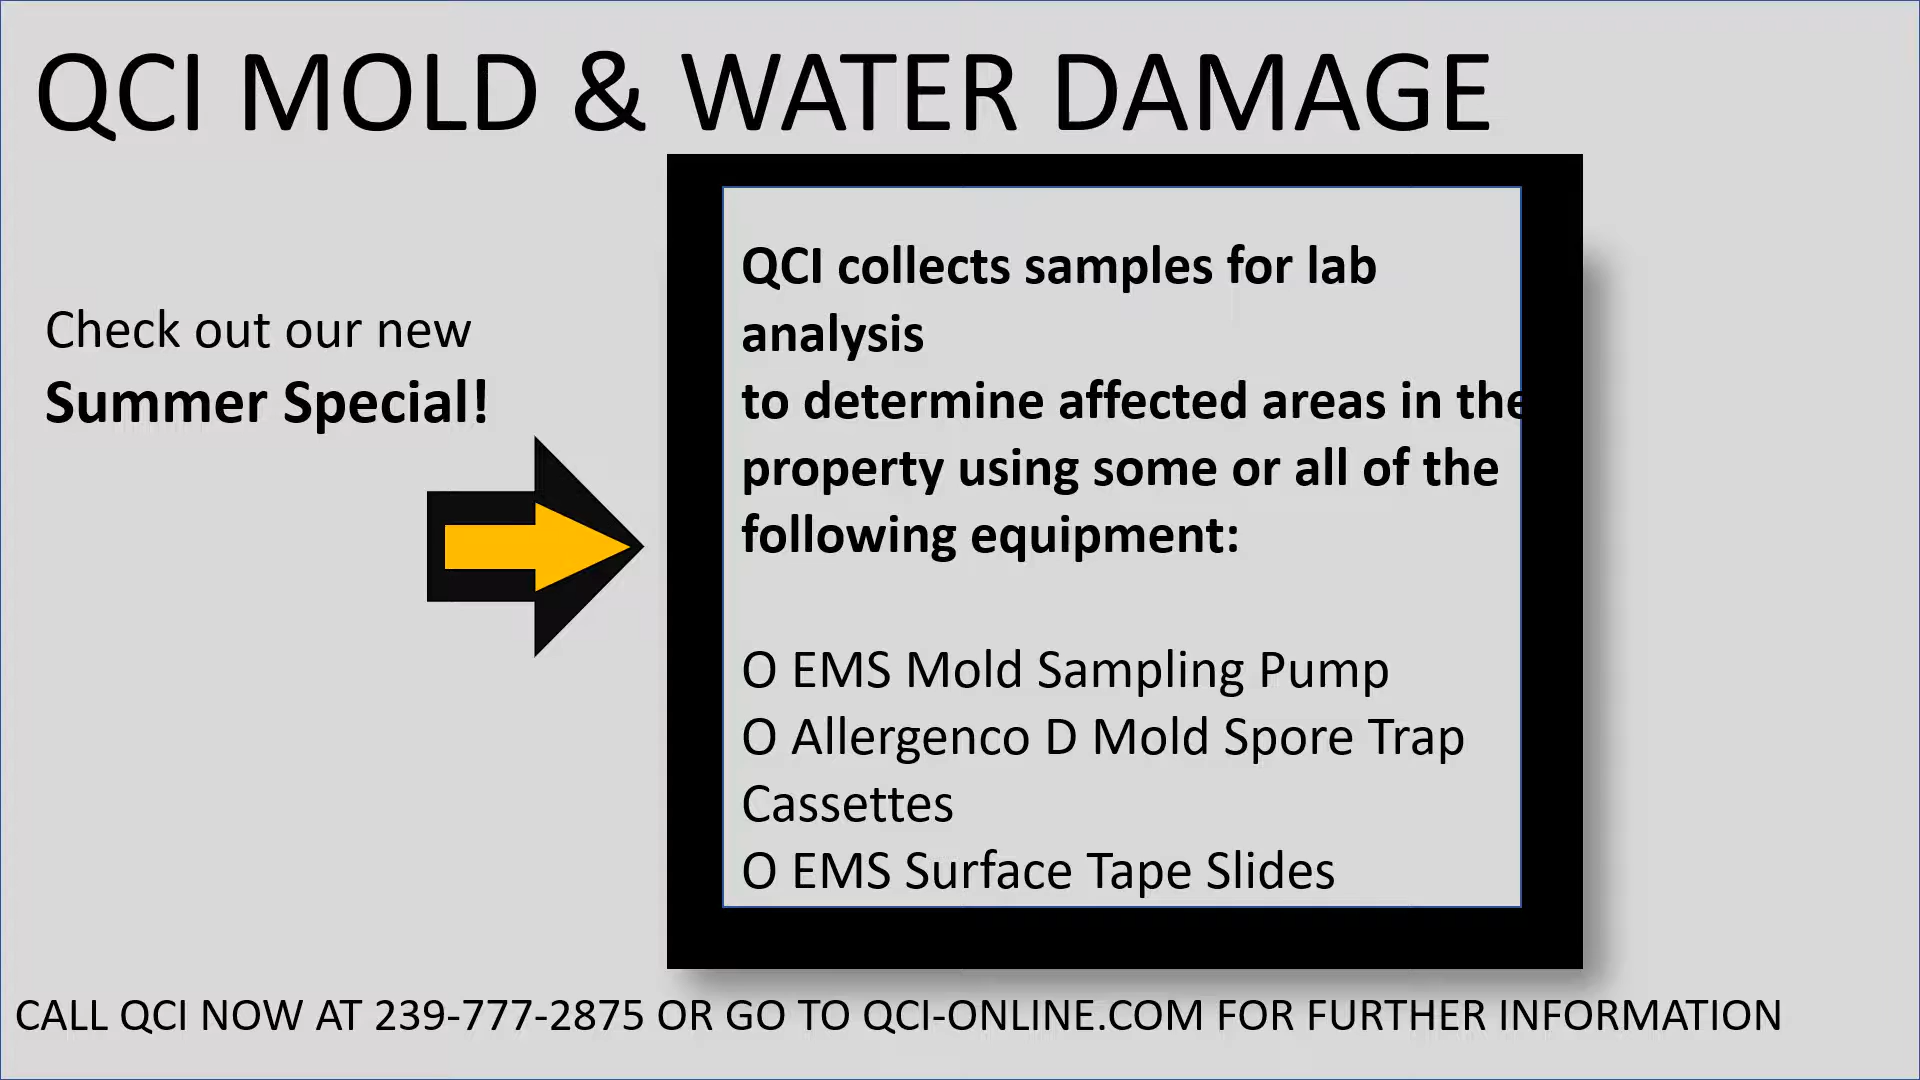 QCI MOLD & WATER DAMAGE
Check out our new
Summer Special!
QCI collects samples for lab
analysis
to determine affected areas in the
property using some or all of the
following equipment:
O EMS Mold Sampling Pump
O Allergenco D Mold Spore Trap
Cassettes
O EMS Surface Tape Slides
CALL QCI NOW AT 239-777-2875 OR GO TO QCI-ONLINE.COM FOR FURTHER INFORMATION